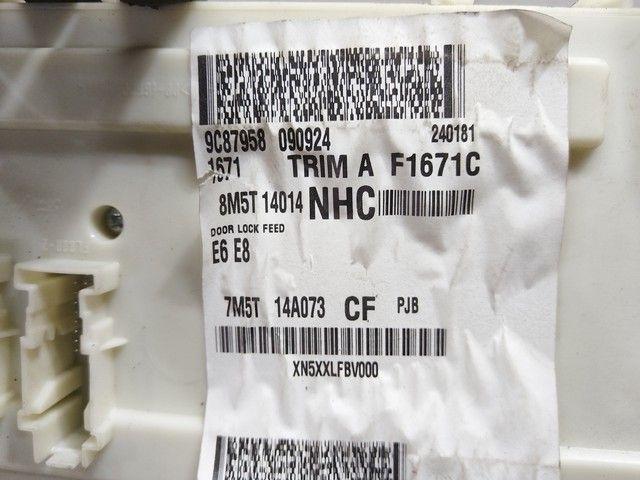 9C87958 090924 240181
1671 TRIM A F1671C
8M5T 14014 NHC
DOOR LOCK FEED
E6 E8
7M5T 14A073 CF PJB
XN5XXLFBV000